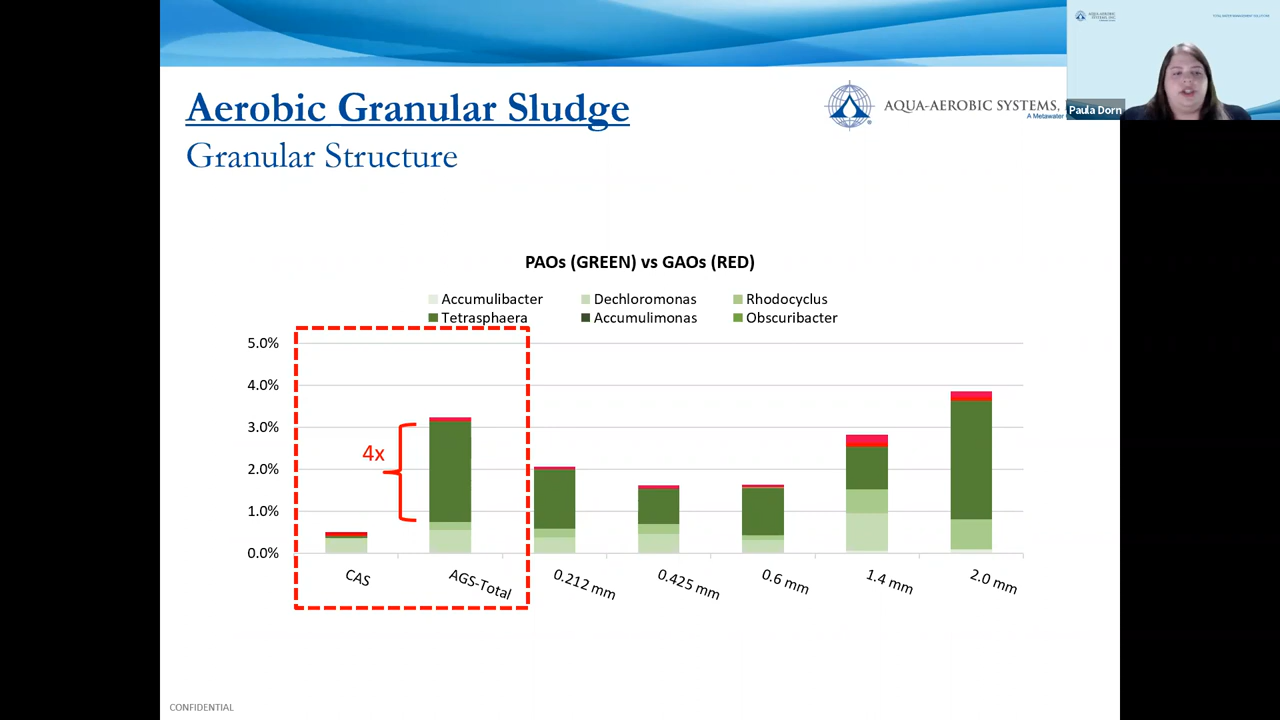 Aerobic Granular Sludge
Granular Structure
AQUA-AEROBIC SYSTEMS,
A Metawater
Paula Dorn
PAOs (GREEN) vs GAOs (RED)
Accumulibacter Dechloromonas Rhodocyclus
Tetrasphaera Accumulimonas Obscuribacter
5.0%
4.0%
3.0%
2.0%
1.0%
0.0%
4x
CAS AGS-Total 0.212 mm 0.425 mm 0.6 mm 1.4 mm 2.0 mm
CONFIDENTIAL